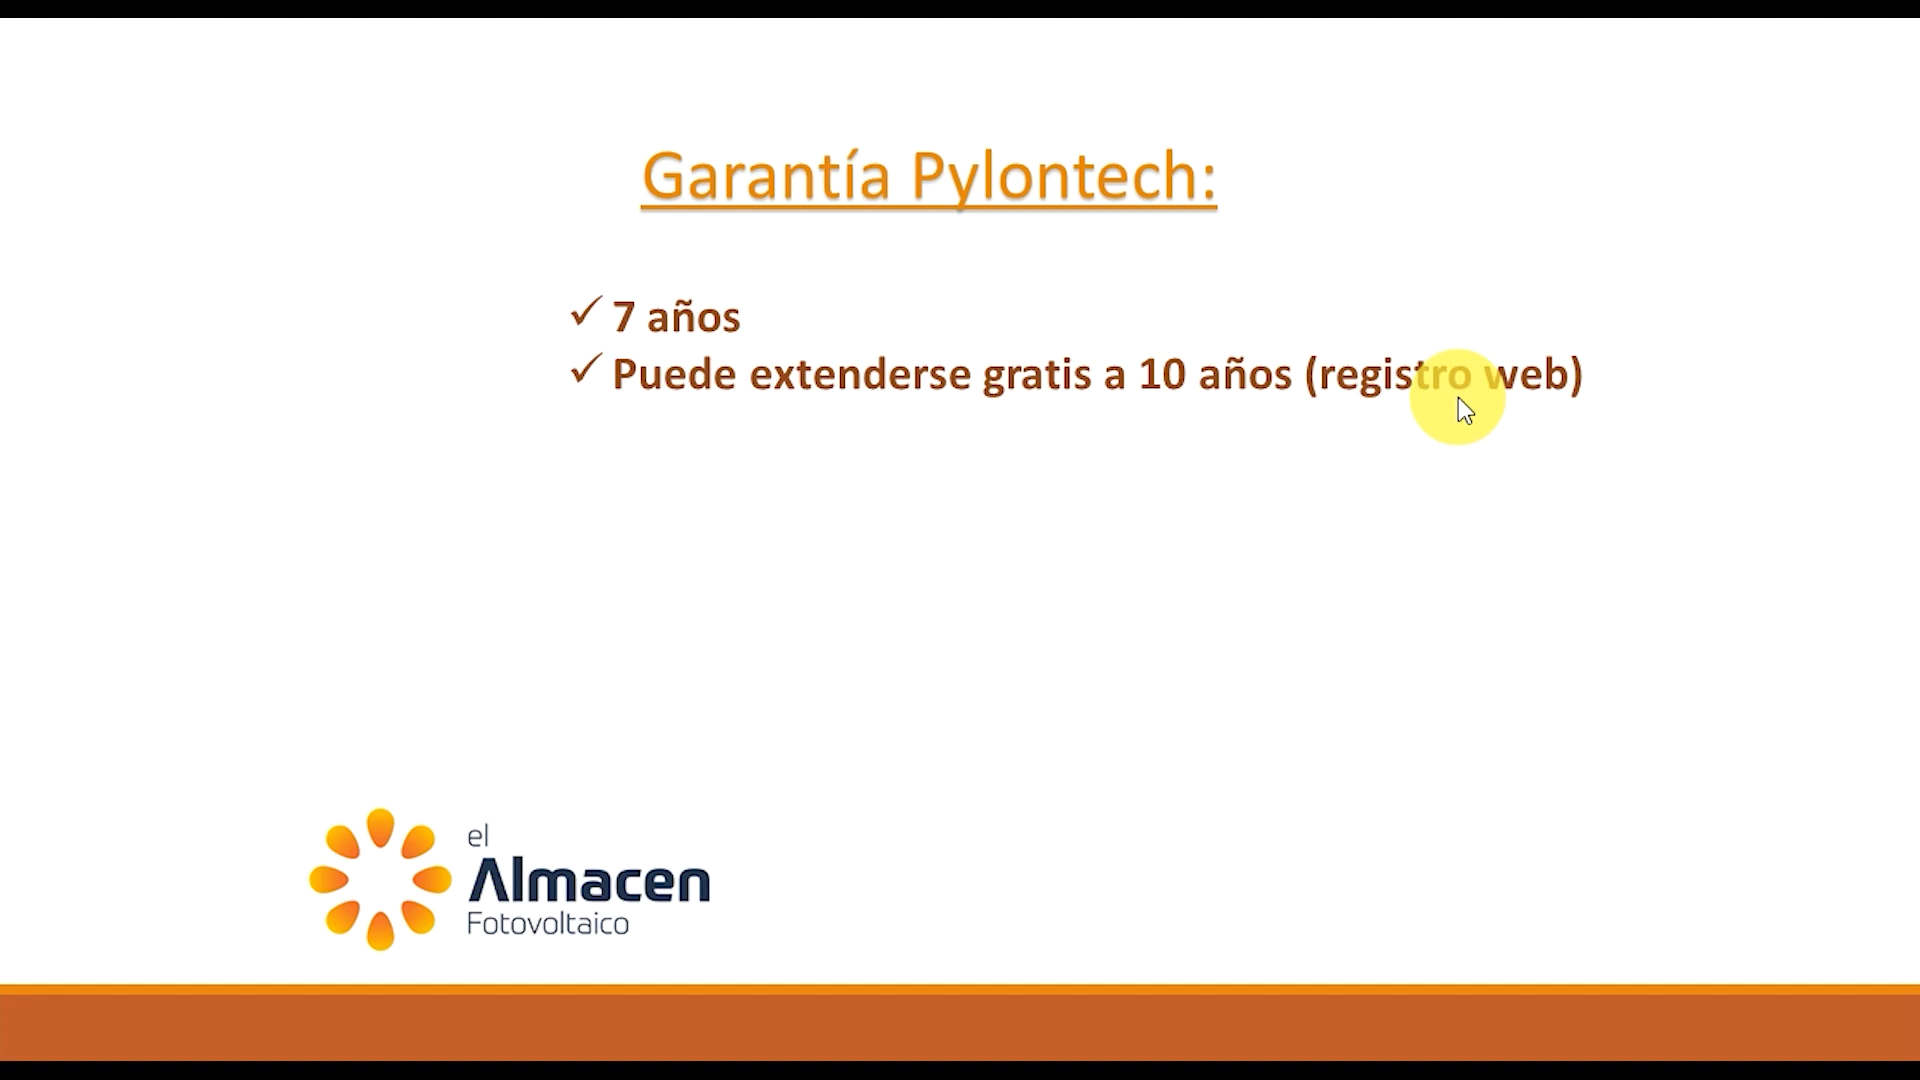 Garantía Pylontech:
7 años
Puede extenderse gratis a 10 años (registro web)
el
Almacen
Fotovoltaico